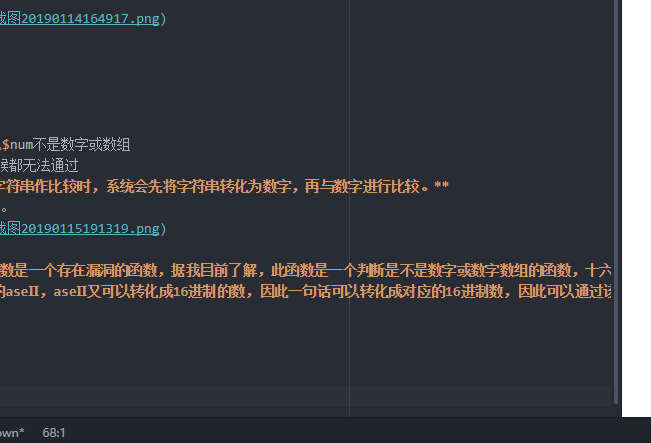 截图20190114164917.png)
\$num不是数字或数组
候都无法通过
字符串作比较时，系统会先将字符串转化为数字，再与数字进行比较。**
。
截图20190115191319.png)
数是一个存在漏洞的函数，据我目前了解，此函数是一个判断是不是数字或数字数组的函数，十六
的aseII，aseII又可以转化成16进制的数，因此一句话可以转化成对应的16进制数，因此可以通过该
own* 68:1